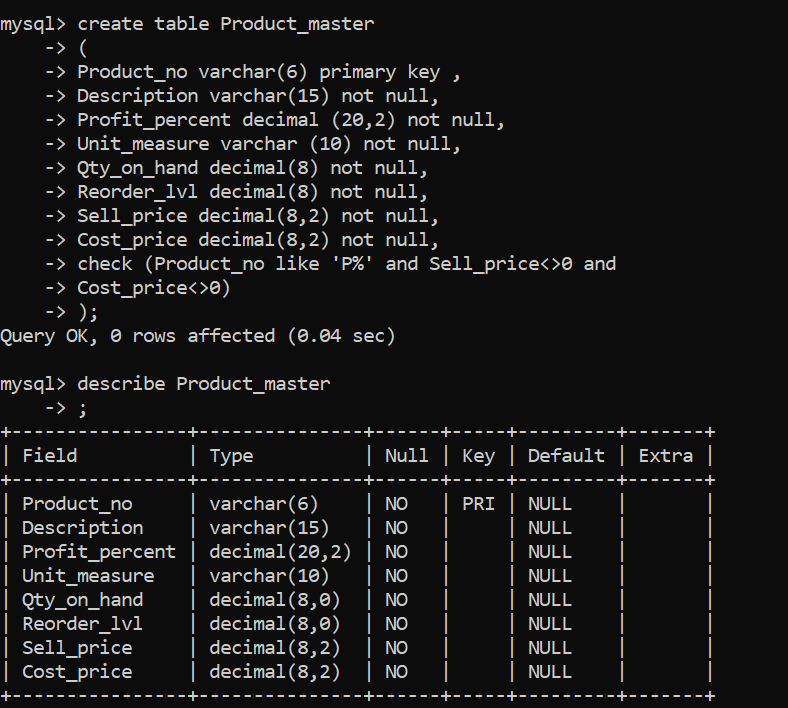 mysql> create table Product_master
    -> (
    -> Product_no varchar(6) primary key ,
    -> Description varchar(15) not null,
    -> Profit_percent decimal (20,2) not null,
    -> Unit_measure varchar (10) not null,
    -> Qty_on_hand decimal(8) not null,
    -> Reorder_lvl decimal(8) not null,
    -> Sell_price decimal(8,2) not null,
    -> Cost_price decimal(8,2) not null,
    -> check (Product_no like 'P%' and Sell_price<>0 and
    -> Cost_price<>0)
    -> );
Query OK, 0 rows affected (0.04 sec)

mysql> describe Product_master
    -> ;
+----------------+---------------+------+-----+---------+-------+
| Field          | Type          | Null | Key | Default | Extra |
+----------------+---------------+------+-----+---------+-------+
| Product_no     | varchar(6)    | NO   | PRI | NULL    |       |
| Description    | varchar(15)   | NO   |     | NULL    |       |
| Profit_percent | decimal(20,2) | NO   |     | NULL    |       |
| Unit_measure   | varchar(10)   | NO   |     | NULL    |       |
| Qty_on_hand    | decimal(8,0)  | NO   |     | NULL    |       |
| Reorder_lvl    | decimal(8,0)  | NO   |     | NULL    |       |
| Sell_price     | decimal(8,2)  | NO   |     | NULL    |       |
| Cost_price     | decimal(8,2)  | NO   |     | NULL    |       |
+----------------+---------------+------+-----+---------+-------+